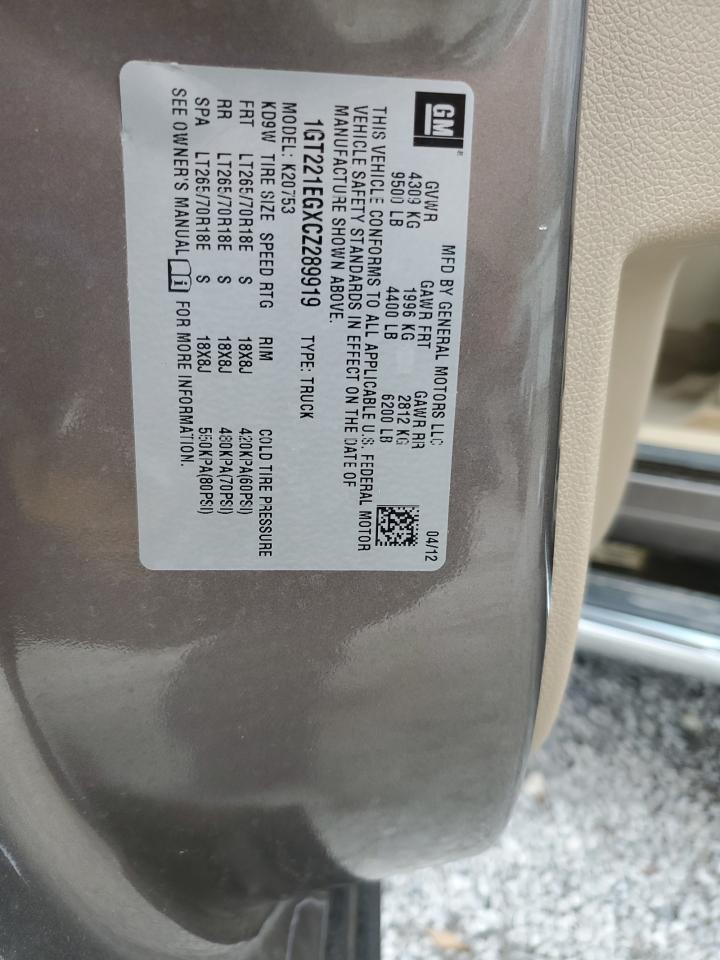 GM
MFD BY GENERAL MOTORS LLC 04/12
GVWR GAWR FRT GAWR RR
4309 KG 1996 KG 2812 KG
9500 LB 4400 LB 6200 LB
THIS VEHICLE CONFORMS TO ALL APPLICABLE U.S. FEDERAL MOTOR
VEHICLE SAFETY STANDARDS IN EFFECT ON THE DATE OF
MANUFACTURE SHOWN ABOVE.
1GT221EGXCZ289919 TYPE: TRUCK
MODEL: K20753
KD9W TIRE SIZE SPEED RTG RIM COLD TIRE PRESSURE
FRT LT265/70R18E S 18X8J 420KPA(60PSI)
RR LT265/70R18E S 18X8J 480KPA(70PSI)
SPA LT265/70R18E S 18X8J 550KPA(80PSI)
SEE OWNER'S MANUAL FOR MORE INFORMATION.